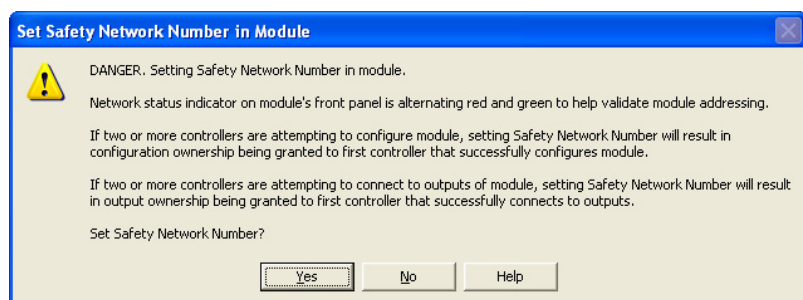 Set Safety Network Number in Module
DANGER. Setting Safety Network Number in module.
Network status indicator on module's front panel is alternating red and green to help validate module addressing.
If two or more controllers are attempting to configure module, setting Safety Network Number will result in
configuration ownership being granted to first controller that successfully configures module.
If two or more controllers are attempting to connect to outputs of module, setting Safety Network Number will result
in output ownership being granted to first controller that successfully connects to outputs.
Set Safety Network Number?
Yes No Help